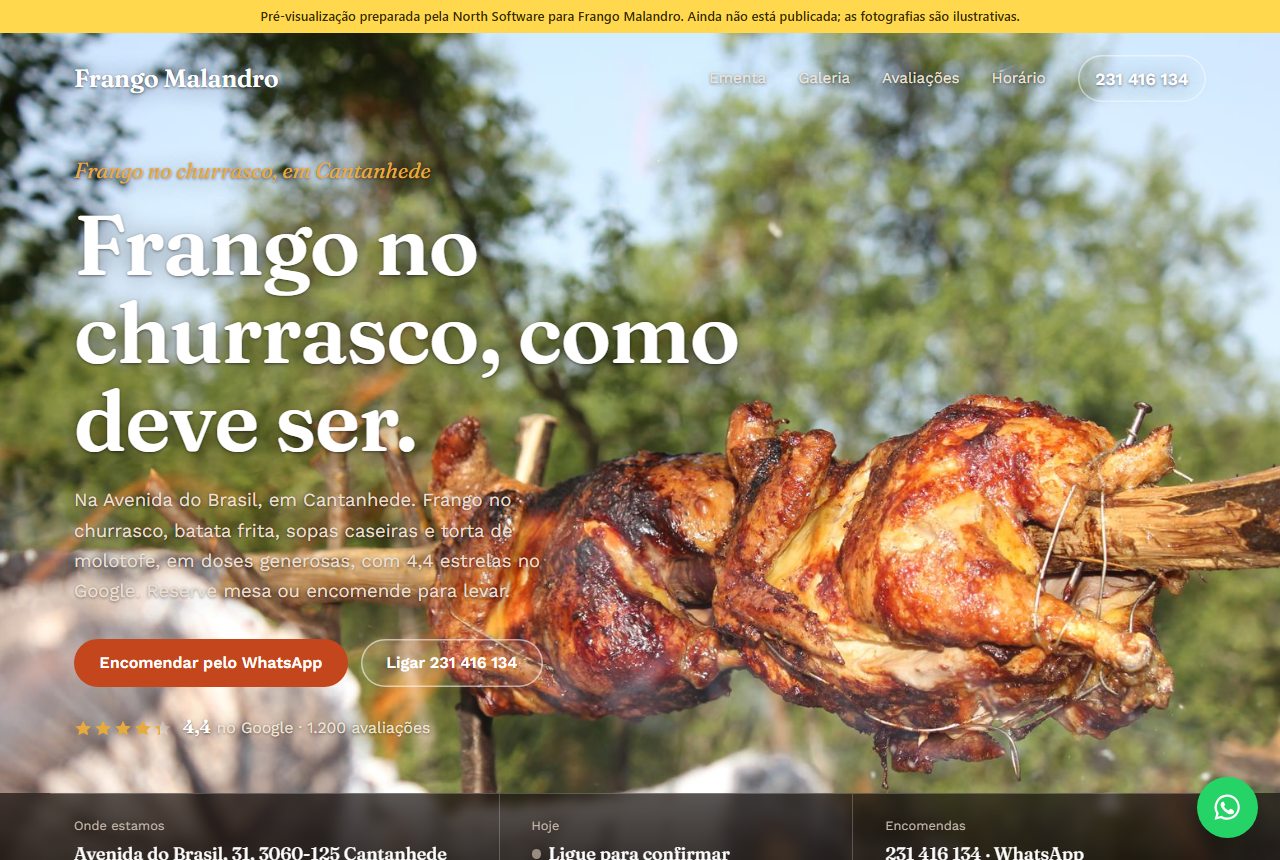 Pré-visualização preparada pela North Software para Frango Malandro. Ainda não está publicada; as fotografias são ilustrativas.
Frango Malandro
Ementa
Galeria
Avaliações
Horário
231 416 134
Frango no churrasco, em Cantanhede
Frango no
churrasco, como
deve ser.
Na Avenida do Brasil, em Cantanhede. Frango no
churrasco, batata frita, sopas caseiras e torta de
molotofe, em doses generosas, com 4,4 estrelas no
Google. Reserve mesa ou encomende para levar.
Encomendar pelo WhatsApp
Ligar 231 416 134
4,4 no Google · 1.200 avaliações
Onde estamos
Avenida do Brasil, 31, 3060-125 Cantanhede
Hoje
Ligue para confirmar
Encomendas
231 416 134 · WhatsApp